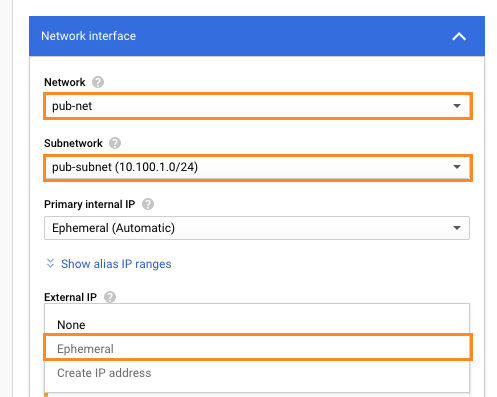 Network interface
Network ?
pub-net
Subnetwork ?
pub-subnet (10.100.1.0/24)
Primary internal IP ?
Ephemeral (Automatic)
Show alias IP ranges
External IP ?
None
Ephemeral
Create IP address